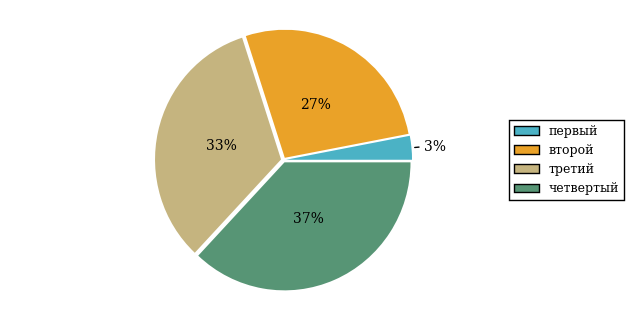 27%
33%
3%
37%
первый
второй
третий
четвертый